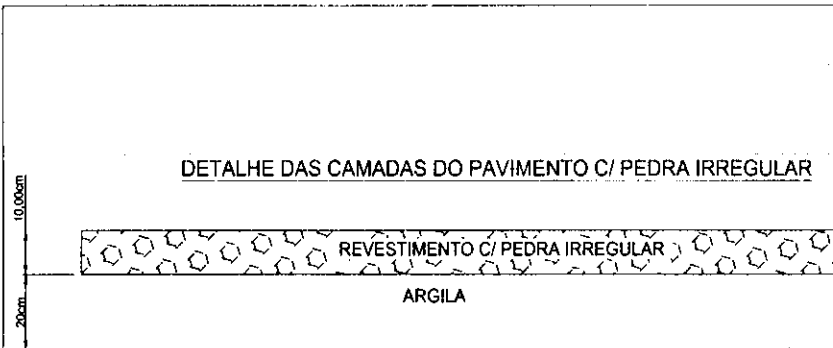 DETALHE DAS CAMADAS DO PAVIMENTO C/ PEDRA IRREGULAR
10,00cm
REVESTIMENTO C/ PEDRA IRREGULAR
ARGILA
20cm